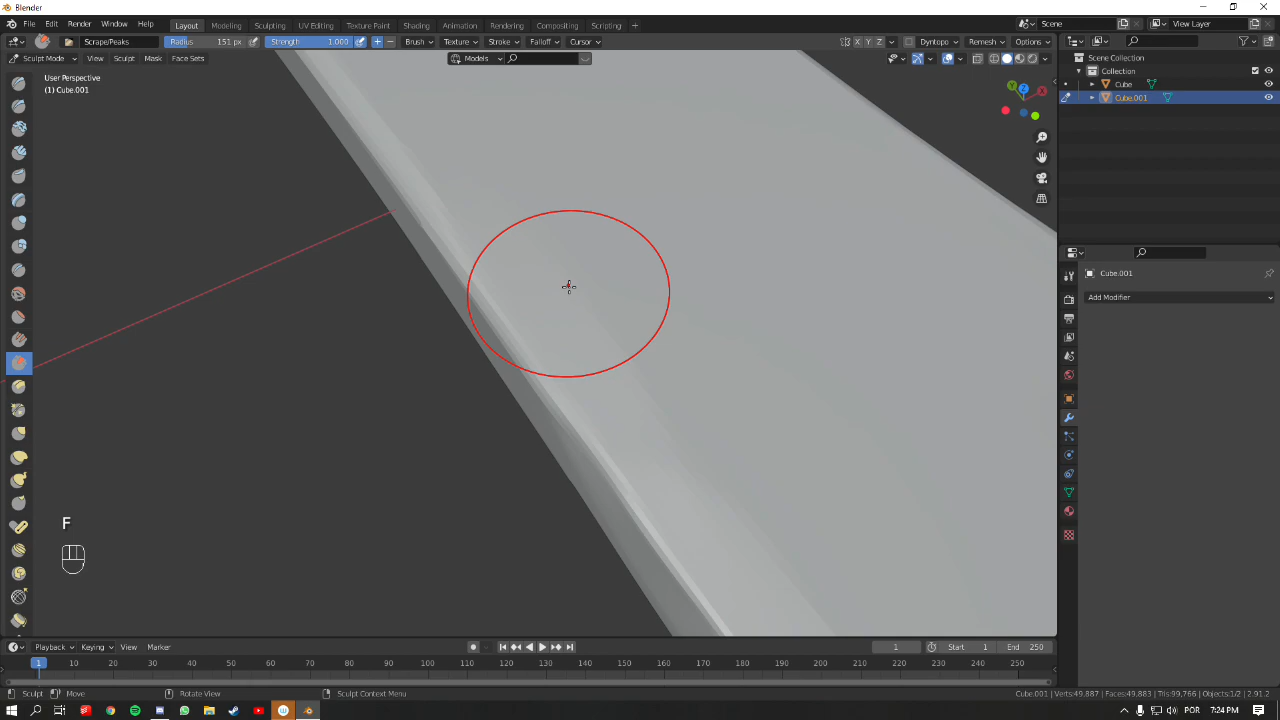 Blender
File Edit Render Window Help Layout Modeling Sculpting UV Editing Texture Paint Shading Animation Rendering Compositing Scripting + Scene View Layer
Scrape/Peaks Radius 151 px Strength 1.000 Brush Texture Stroke Falloff Cursor X Y Z Dyntopo Remesh Options
Sculpt Mode View Sculpt Mask Face Sets Models
User Perspective
(1) Cube.001
Scene Collection
Collection
Cube
Cube.001
Cube.001
Add Modifier
Y Z X
F
Playback Keying View Marker 1 Start 1 End 250
1 10 20 30 40 50 60 70 80 90 100 110 120 130 140 150 160 170 180 190 200 210 220 230 240 250
Sculpt Move Rotate View Sculpt Context Menu Cube.001 | Verts:49,887 | Faces:49,883 | Tris:99,766 | Objects:1/2 | 2.91.2
POR 7:24 PM